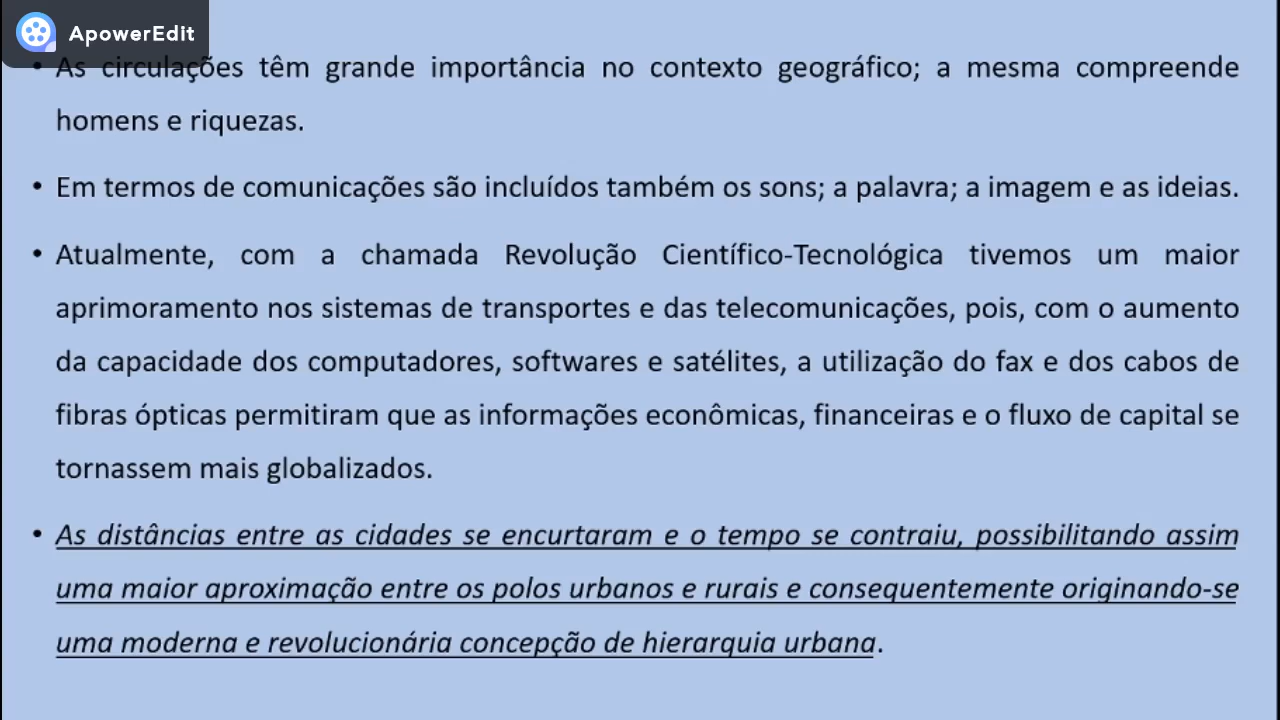 ApowerEdit
• As circulações têm grande importância no contexto geográfico; a mesma compreende
homens e riquezas.
• Em termos de comunicações são incluídos também os sons; a palavra; a imagem e as ideias.
• Atualmente, com a chamada Revolução Científico-Tecnológica tivemos um maior
aprimoramento nos sistemas de transportes e das telecomunicações, pois, com o aumento
da capacidade dos computadores, softwares e satélites, a utilização do fax e dos cabos de
fibras ópticas permitiram que as informações econômicas, financeiras e o fluxo de capital se
tornassem mais globalizados.
• As distâncias entre as cidades se encurtaram e o tempo se contraiu, possibilitando assim
uma maior aproximação entre os polos urbanos e rurais e consequentemente originando-se
uma moderna e revolucionária concepção de hierarquia urbana.